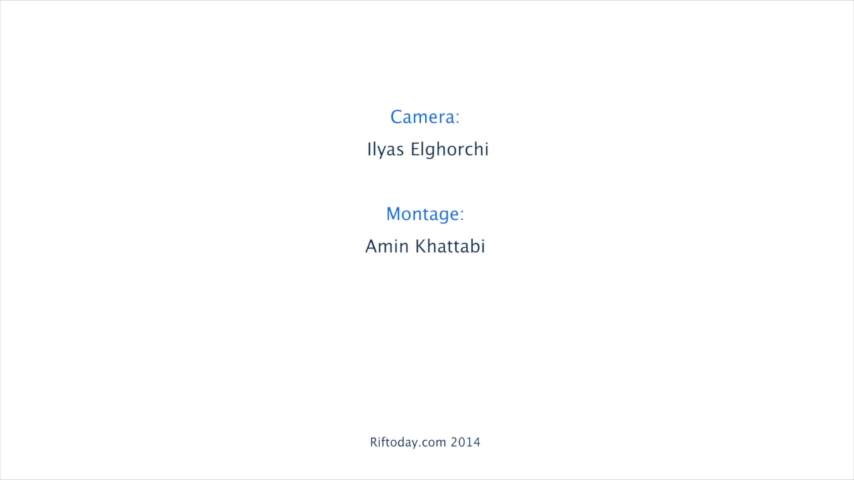 Camera:
Ilyas Elghorchi
Montage:
Amin Khattabi
Riftoday.com 2014